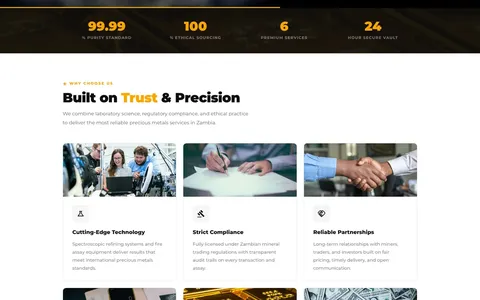 99.99
% PURITY STANDARD
100
% ETHICAL SOURCING
6
PREMIUM SERVICES
24
HOUR SECURE VAULT
WHY CHOOSE US
Built on Trust & Precision
We combine laboratory science, regulatory compliance, and ethical practice
to deliver the most reliable precious metals services in Zambia.
Cutting-Edge Technology
Spectroscopic refining systems and fire
assay equipment deliver results that
meet international precious metals
standards.
Strict Compliance
Fully licensed under Zambian mineral
trading regulations with transparent
audit trails on every transaction and
assay.
Reliable Partnerships
Long-term relationships with miners,
traders, and investors built on fair
pricing, timely delivery, and open
communication.